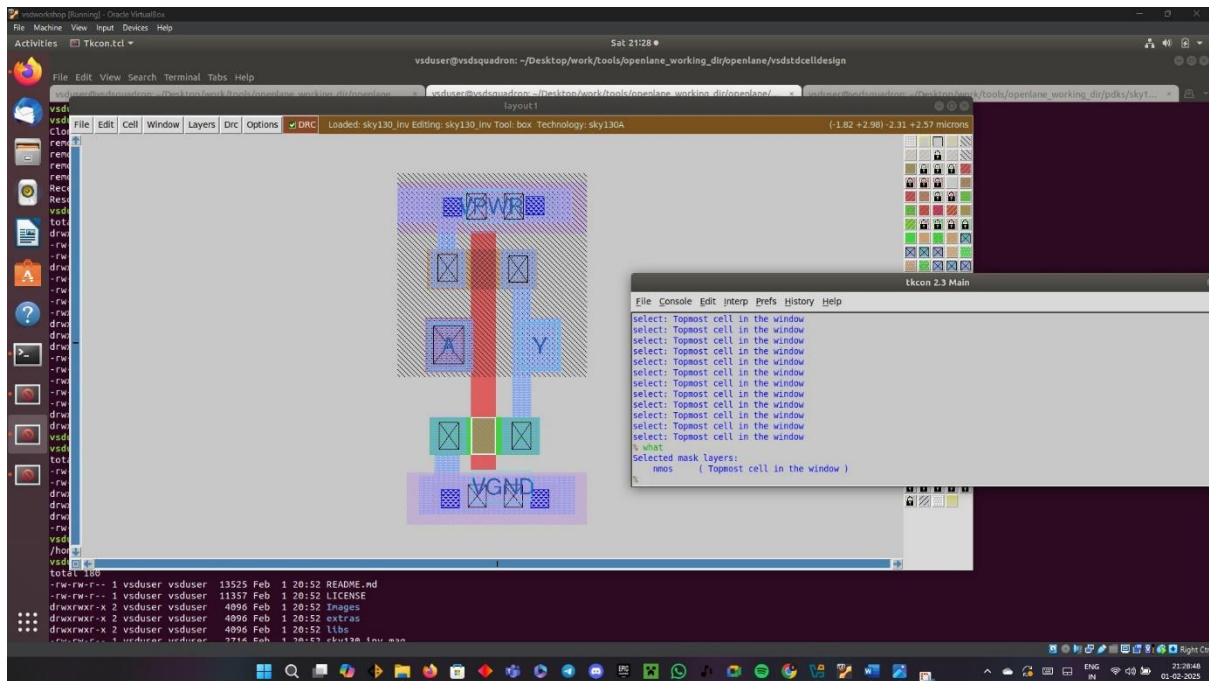 vsdworkshop [Running] - Oracle VirtualBox
File Machine View Input Devices Help
Activities Tkcon.tcl Sat 21:28
vsduser@vsdsquadron: ~/Desktop/work/tools/openlane_working_dir/openlane/vsdstdcelldesign
File Edit View Search Terminal Tabs Help
layout1
File Edit Cell Window Layers Drc Options DRC Loaded: sky130_inv Editing: sky130_inv Tool: box Technology: sky130A (-1.82 +2.98) -2.31 +2.57 microns
VPWR
A Y
VGND
tkcon 2.3 Main
File Console Edit Interp Prefs History Help
select: Topmost cell in the window
select: Topmost cell in the window
select: Topmost cell in the window
select: Topmost cell in the window
select: Topmost cell in the window
select: Topmost cell in the window
select: Topmost cell in the window
select: Topmost cell in the window
select: Topmost cell in the window
select: Topmost cell in the window
select: Topmost cell in the window
select: Topmost cell in the window
% what
Selected mask layers:
nmos ( Topmost cell in the window )
%
total 180
-rw-rw-r-- 1 vsduser vsduser 13525 Feb 1 20:52 README.md
-rw-rw-r-- 1 vsduser vsduser 11357 Feb 1 20:52 LICENSE
drwxrwxr-x 2 vsduser vsduser 4096 Feb 1 20:52 Images
drwxrwxr-x 2 vsduser vsduser 4096 Feb 1 20:52 extras
drwxrwxr-x 2 vsduser vsduser 4096 Feb 1 20:52 libs
Right
ENG
IN
21:28:48
01-02-2025